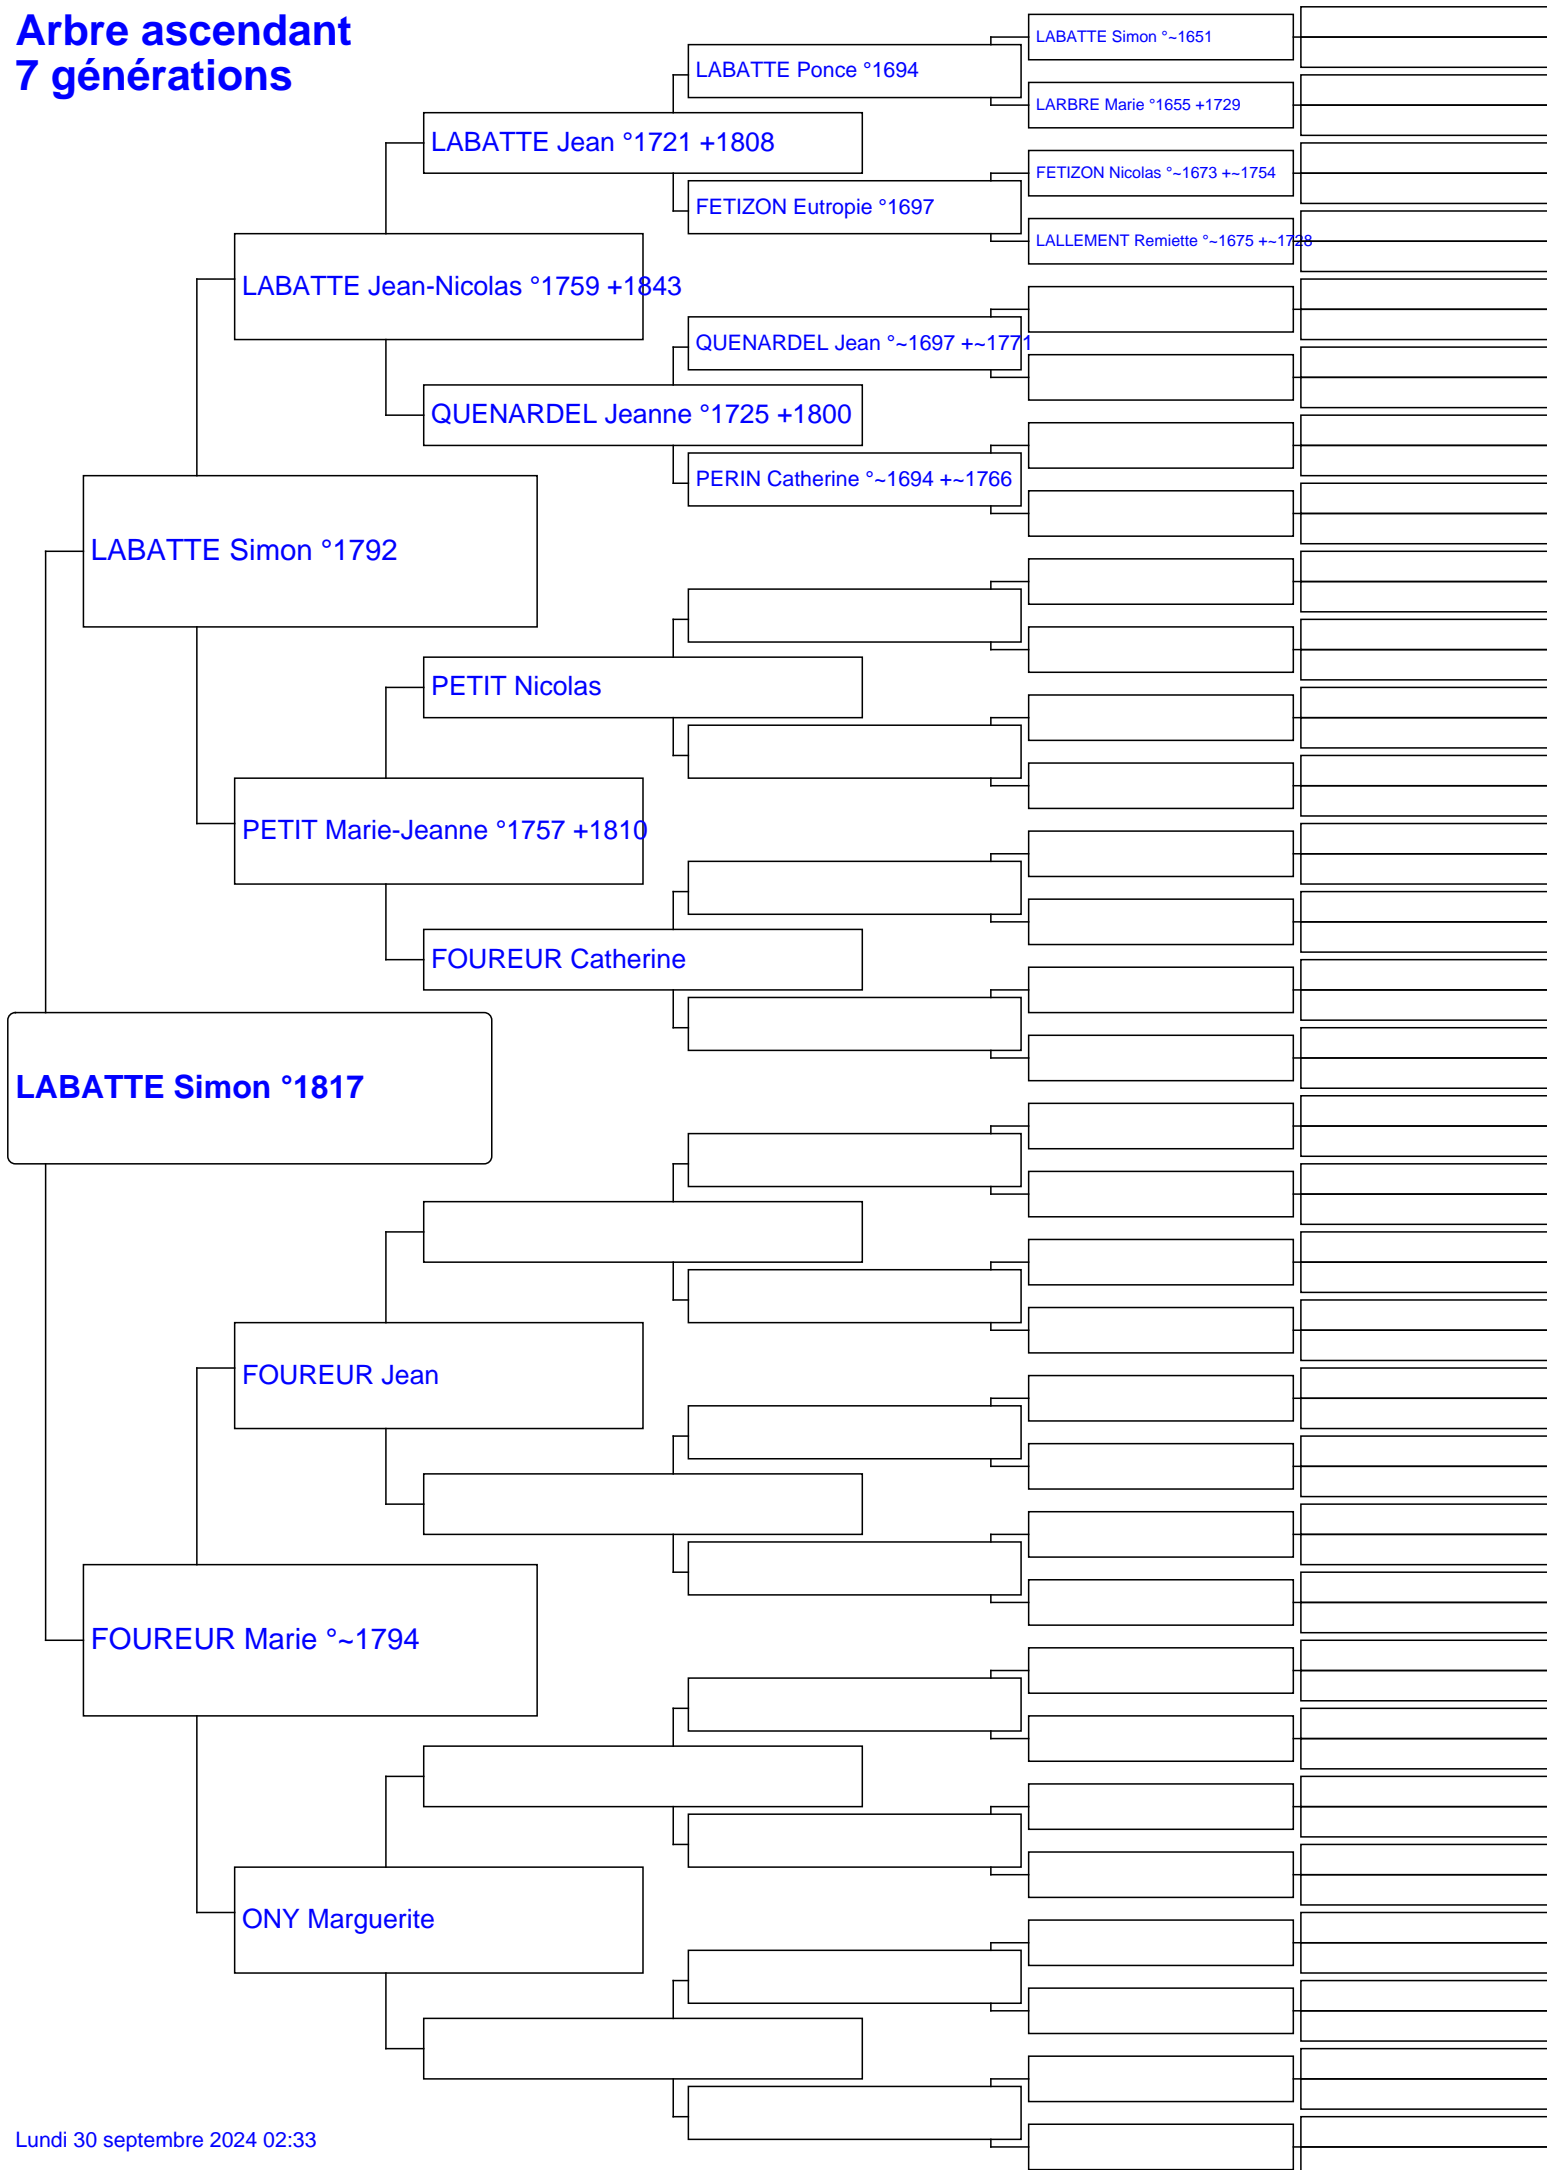 Arbre ascendant
7 générations
LABATTE Simon °~1651
LABATTE Ponce °1694
LARBRE Marie °1655 +1729
LABATTE Jean °1721 +1808
FETIZON Nicolas °~1673 +~1754
FETIZON Eutropie °1697
LALLEMENT Remiette °~1675 +~1728
LABATTE Jean-Nicolas °1759 +1843
QUENARDEL Jean °~1697 +~1771
QUENARDEL Jeanne °1725 +1800
PERIN Catherine °~1694 +~1766
LABATTE Simon °1792
PETIT Nicolas
PETIT Marie-Jeanne °1757 +1810
FOUREUR Catherine
LABATTE Simon °1817
FOUREUR Jean
FOUREUR Marie °~1794
ONY Marguerite
Lundi 30 septembre 2024 02:33